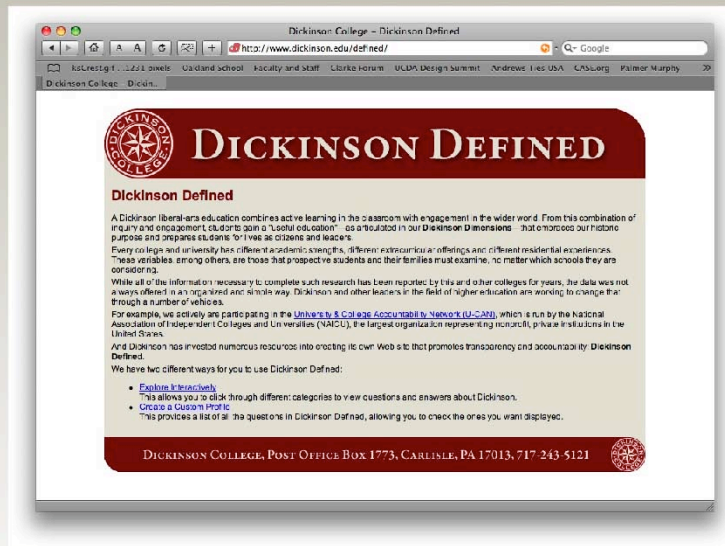 Dickinson College – Dickinson Defined
A A + http://www.dickinson.edu/defined/ Q- Google
Oakland School Faculty and Staff Clarke Forum UCDA Design Summit Andrews Ties USA CASE.org Palmer Murphy
Dickinson College Dickin...
DICKINSON COLLEGE
DICKINSON DEFINED
Dickinson Defined
A Dickinson liberal-arts education combines active learning in the classroom with engagement in the wider world. From this combination of
inquiry and engagement, students gain a "useful education"—as articulated in our Dickinson Dimensions—that embraces our historic
purpose and prepares students for lives as citizens and leaders.
Every college and university has different academic strengths, different extracurricular offerings and different residential experiences.
These variables, among others, are those that prospective students and their families must examine, no matter which schools they are
considering.
While all of the information necessary to complete such research has been reported by this and other colleges for years, the data was not
always offered in an organized and simple way. Dickinson and other leaders in the field of higher education are working to change that
through a number of vehicles.
For example, we actively are participating in the University & College Accountability Network (U-CAN), which is run by the National
Association of Independent Colleges and Universities (NAICU), the largest organization representing nonprofit, private institutions in the
United States.
And Dickinson has invested numerous resources into creating its own Web site that promotes transparency and accountability: Dickinson
Defined.
We have two different ways for you to use Dickinson Defined:
• Explore Interactively
This allows you to click through different categories to view questions and answers about Dickinson.
• Create a Custom Profile
This provides a list of all the questions in Dickinson Defined, allowing you to check the ones you want displayed.
DICKINSON COLLEGE, POST OFFICE BOX 1773, CARLISLE, PA 17013, 717-243-5121